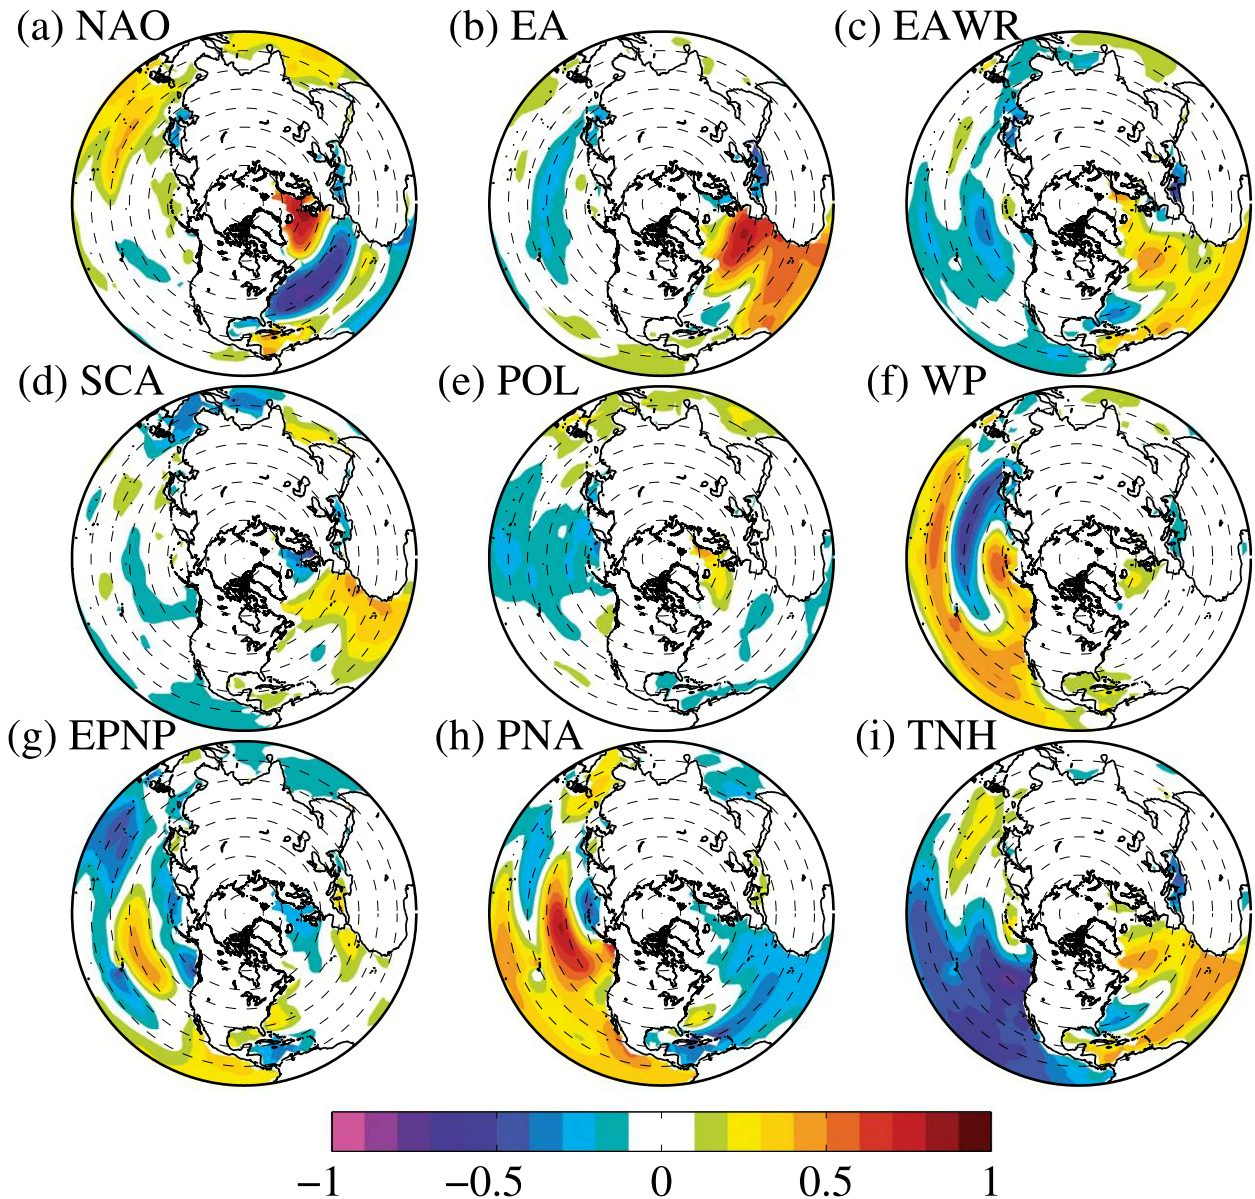 (a) NAO
(b) EA
(c) EAWR
(d) SCA
(e) POL
(f) WP
(g) EPNP
(h) PNA
(i) TNH
−1
−0.5
0
0.5
1